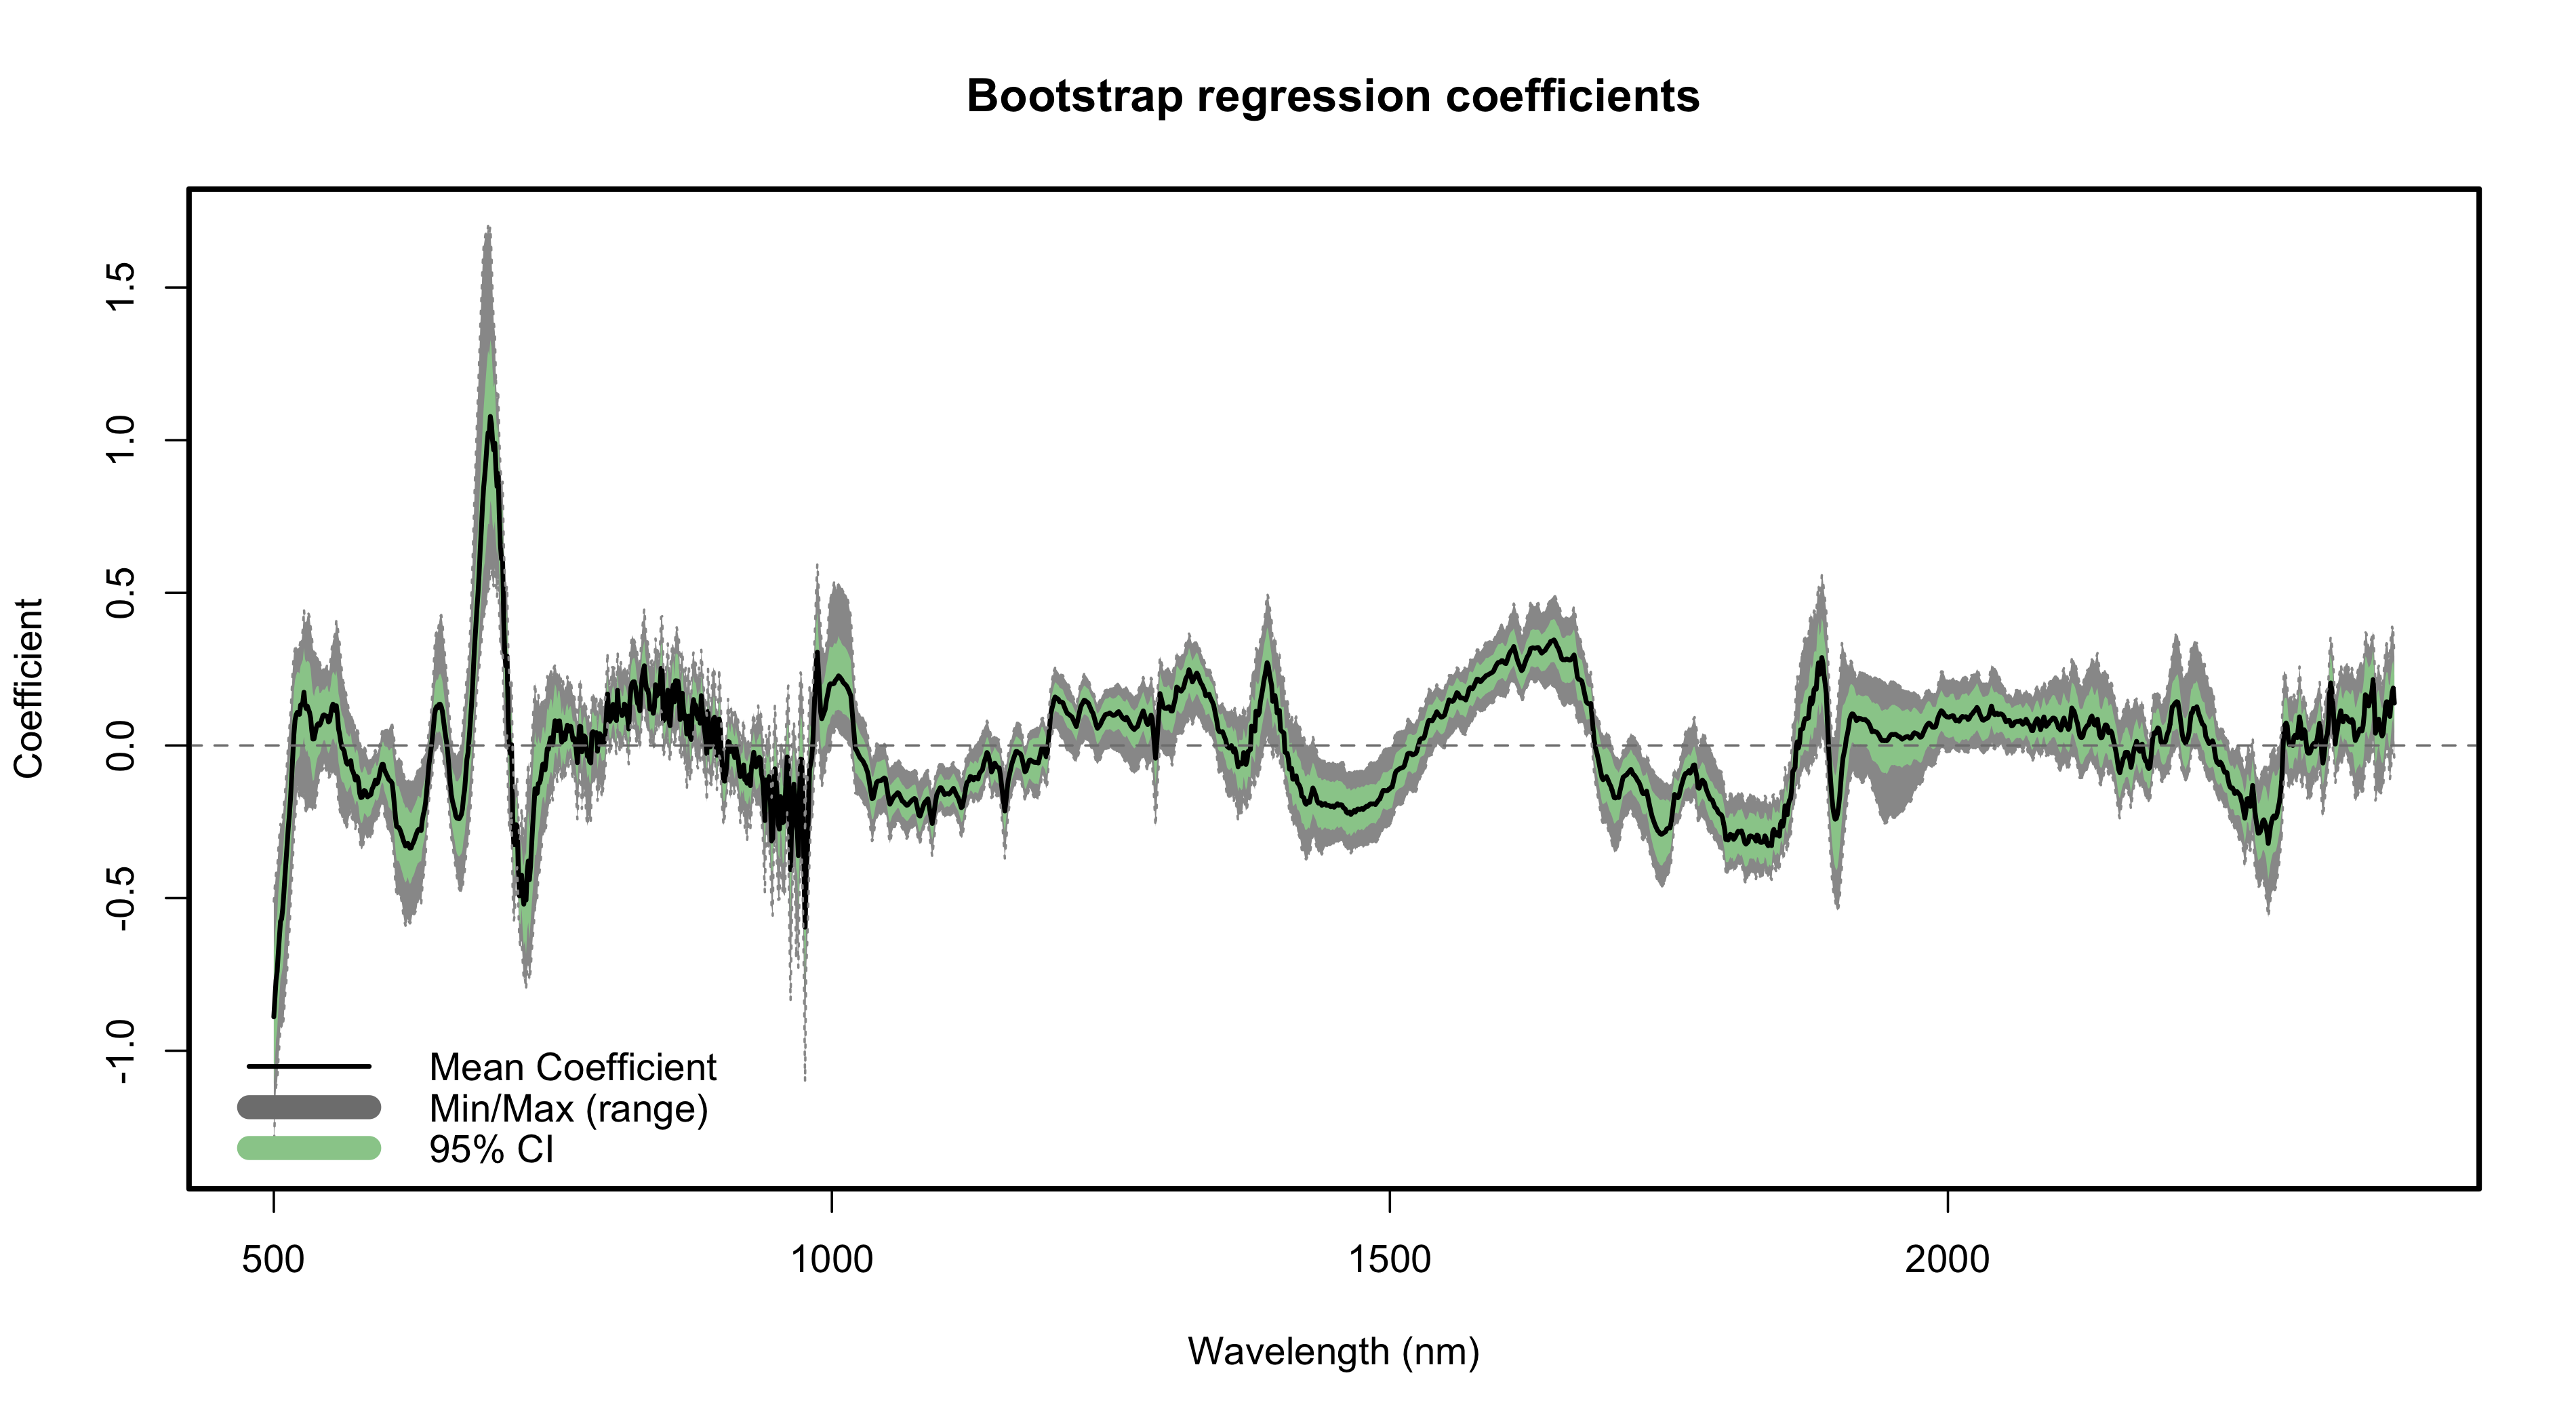 Bootstrap regression coefficients
Coefficient
1.5
1.0
0.5
0.0
-0.5
-1.0
Mean Coefficient
Min/Max (range)
95% CI
500 1000 1500 2000
Wavelength (nm)